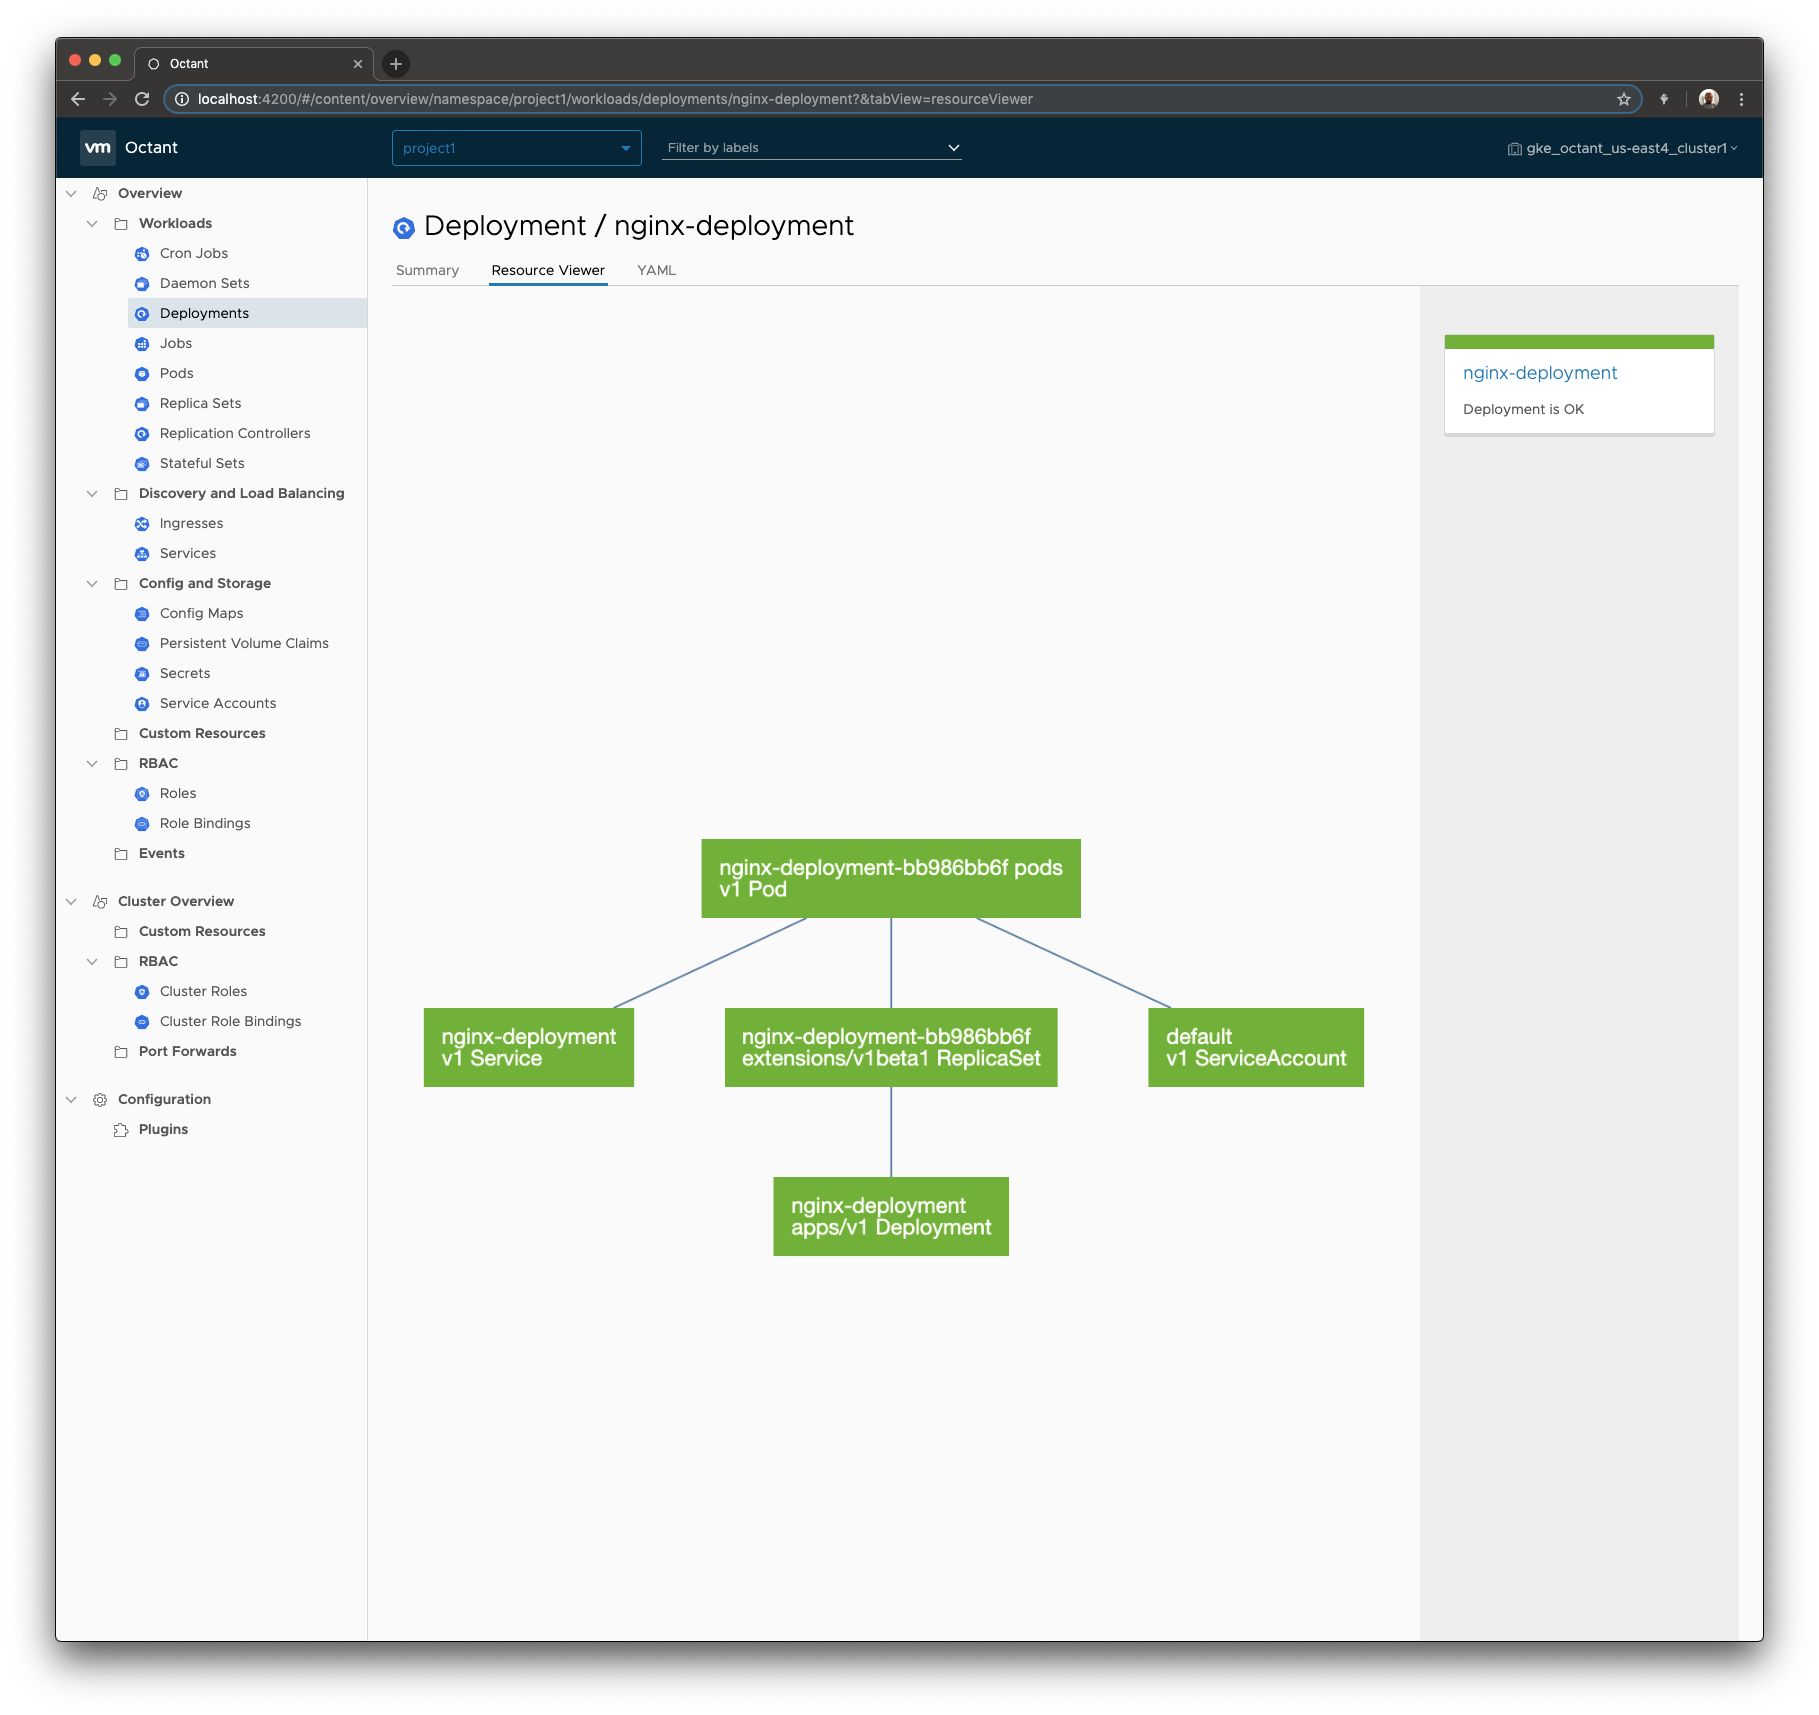 Octant
localhost:4200/#/content/overview/namespace/project1/workloads/deployments/nginx-deployment?&tabView=resourceViewer
vm Octant
project1
Filter by labels
gke_octant_us-east4_cluster1
Overview
Workloads
Cron Jobs
Daemon Sets
Deployments
Jobs
Pods
Replica Sets
Replication Controllers
Stateful Sets
Discovery and Load Balancing
Ingresses
Services
Config and Storage
Config Maps
Persistent Volume Claims
Secrets
Service Accounts
Custom Resources
RBAC
Roles
Role Bindings
Events
Cluster Overview
Custom Resources
RBAC
Cluster Roles
Cluster Role Bindings
Port Forwards
Configuration
Plugins
Deployment / nginx-deployment
Summary
Resource Viewer
YAML
nginx-deployment-bb986bb6f pods
v1 Pod
nginx-deployment
v1 Service
nginx-deployment-bb986bb6f
extensions/v1beta1 ReplicaSet
default
v1 ServiceAccount
nginx-deployment
apps/v1 Deployment
nginx-deployment
Deployment is OK